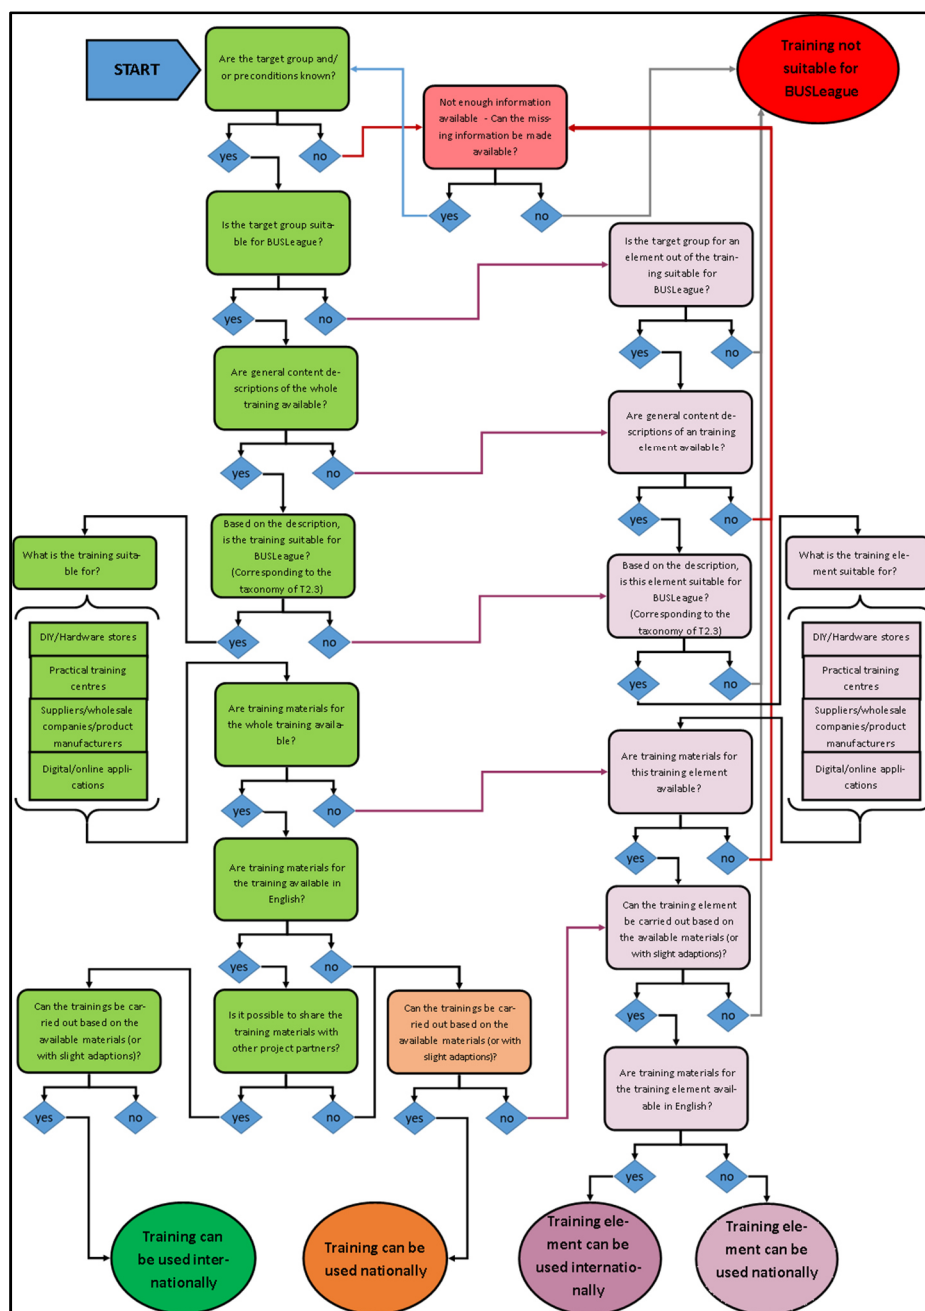 START
Are the target group and/
or preconditions known?
Training not
suitable for
BUSLeague
Not enough information
available - Can the miss-
ing information be made
available?
yes
no
yes
no
Is the target group suita-
ble for BUSLeague?
Is the target group for an
element out of the train-
ing suitable for
BUSLeague?
yes
no
yes
no
Are general content de-
scriptions of the whole
training available?
Are general content de-
scriptions of an training
element available?
yes
no
yes
no
What is the training suita-
ble for?
Based on the description,
is the training suitable for
BUSLeague?
(Corresponding to the
taxonomy of T2.3)
Based on the description,
is this element suitable for
BUSLeague?
(Corresponding to the
taxonomy of T2.3)
What is the training ele-
ment suitable for?
DIY/Hardware stores
Practical training
centres
Suppliers/wholesale
companies/product
manufacturers
Digital/online appli-
cations
yes
no
yes
no
DIY/Hardware stores
Practical training
centres
Suppliers/wholesale
companies/product
manufacturers
Digital/online appli-
cations
Are training materials for
the whole training availa-
ble?
Are training materials for
this training element
available?
yes
no
yes
no
Are training materials for
the training available in
English?
Can the training element
be carried out based on
the available materials (or
with slight adaptions)?
yes
no
yes
no
Can the trainings be car-
ried out based on the
available materials (or
with slight adaptions)?
Is it possible to share the
training materials with
other project partners?
Can the trainings be
carried out based on the
available materials (or with
slight adaptions)?
Are training materials for
the training element avail-
able in English?
yes
no
yes
no
yes
no
yes
no
Training can
be used inter-
nationally
Training can be
used nationally
Training ele-
ment can be
used internatio-
nally
Training ele-
ment can be
used nationally